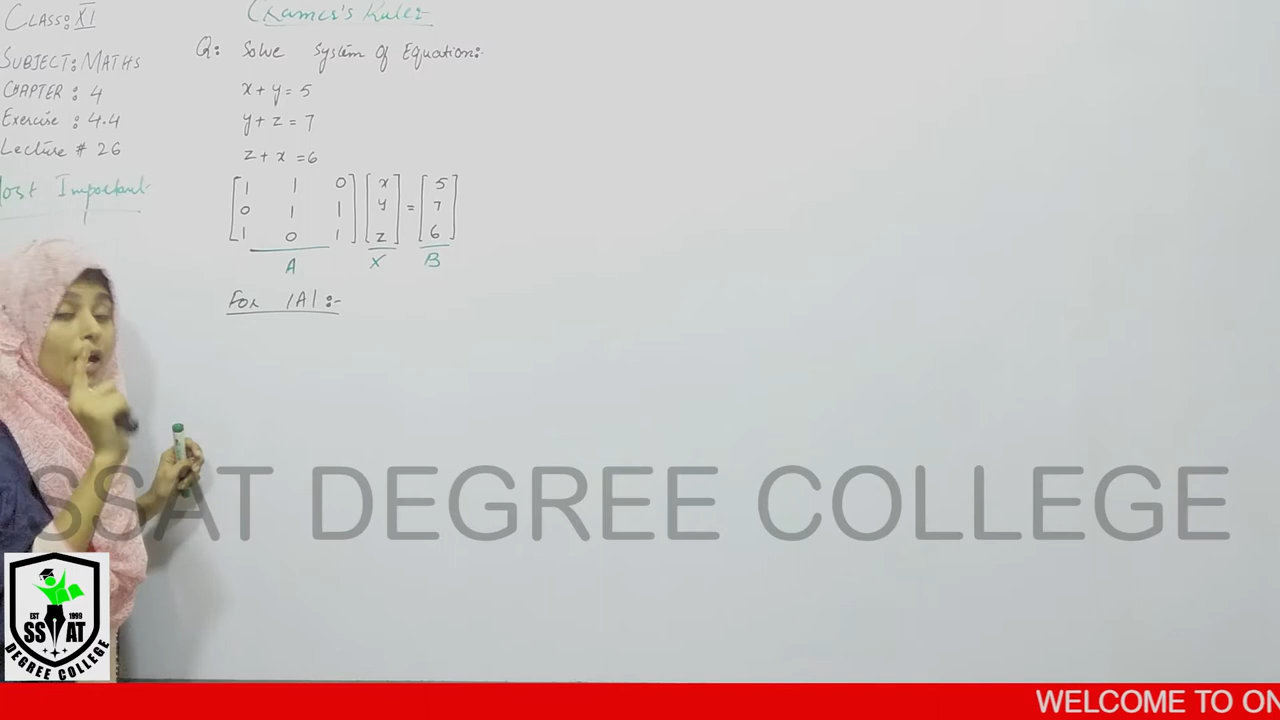 CLASS: XI
SUBJECT: MATHS
CHAPTER : 4
Exercise : 4.4
Lecture # 26
Most Important
Cramer's Rule:
Q: Solve System Of Equation:-
x + y = 5
y + z = 7
z + x = 6
[1 1 0] [x] = [5]
[0 1 1] [y] = [7]
[1 0 1] [z] = [6]
A X B
For |A| :-
SSAT DEGREE COLLEGE
EST 1999
SSAT
DEGREE COLLEGE
WELCOME TO ON